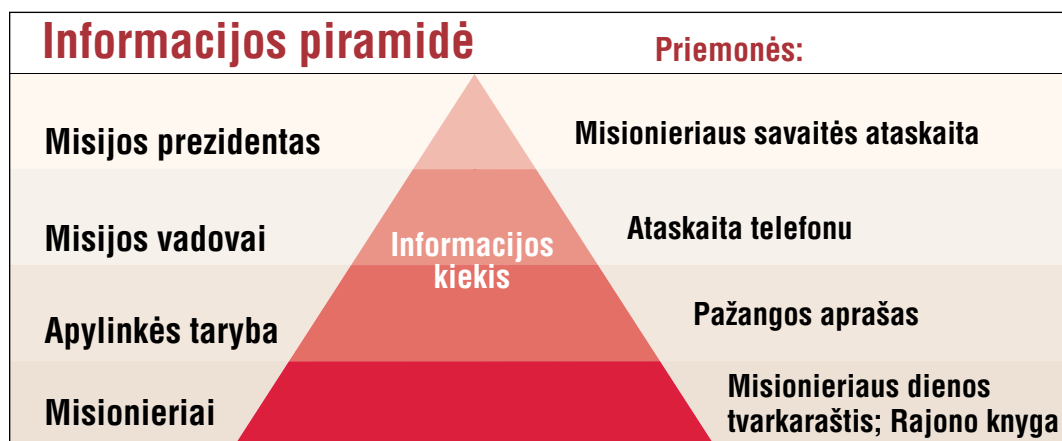 Informacijos piramidė
Priemonės:
Misijos prezidentas
Misionieriaus savaitės ataskaita
Misijos vadovai
Informacijos
kiekis
Ataskaita telefonu
Apylinkės taryba
Pažangos aprašas
Misionieriai
Misionieriaus dienos
tvarkaraštis; Rajono knyga